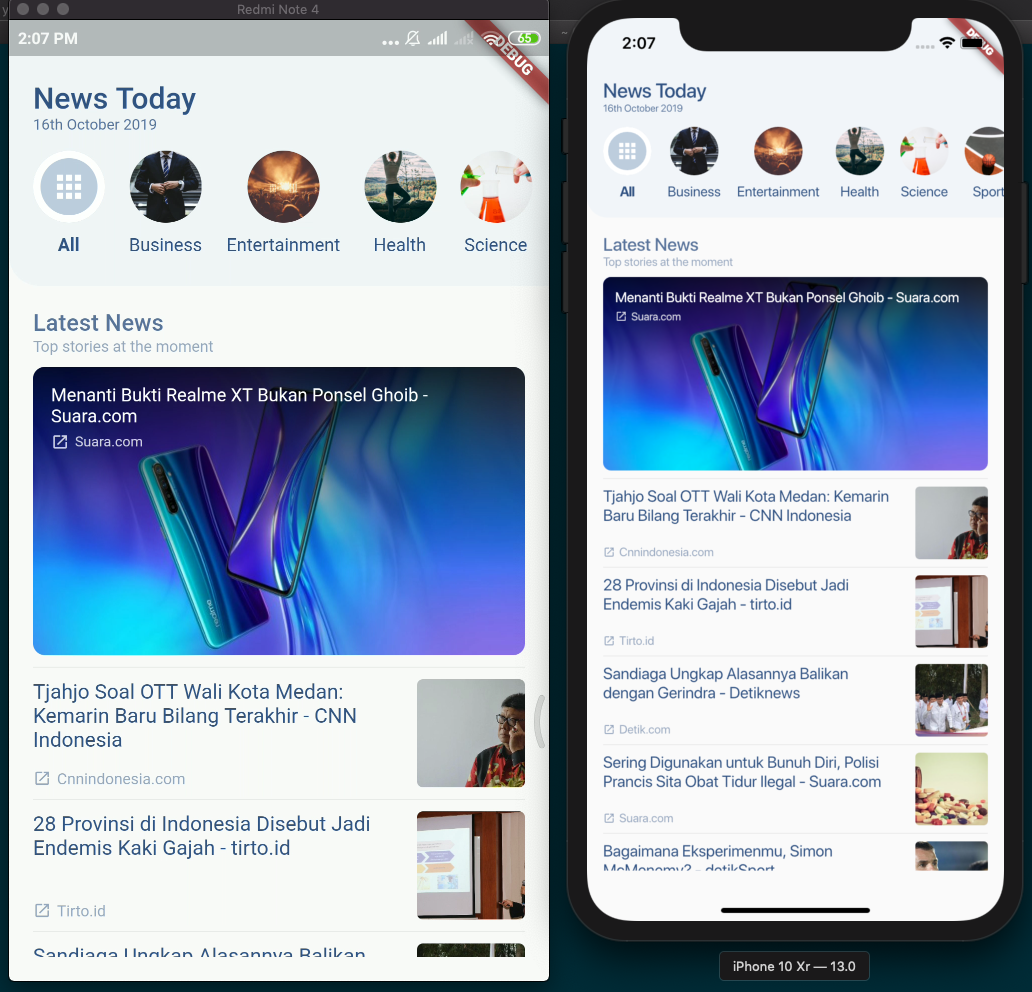 Redmi Note 4
2:07 PM
65
DEBUG
News Today
16th October 2019
All
Business
Entertainment
Health
Science
Latest News
Top stories at the moment
Menanti Bukti Realme XT Bukan Ponsel Ghoib -
Suara.com
Suara.com
realme
Tjahjo Soal OTT Wali Kota Medan:
Kemarin Baru Bilang Terakhir - CNN
Indonesia
Cnnindonesia.com
28 Provinsi di Indonesia Disebut Jadi
Endemis Kaki Gajah - tirto.id
Tirto.id
Sandiaga Ungkap Alasannya Balikan
2:07
DEBUG
News Today
16th October 2019
All
Business
Entertainment
Health
Science
Sport
Latest News
Top stories at the moment
Menanti Bukti Realme XT Bukan Ponsel Ghoib - Suara.com
Suara.com
Tjahjo Soal OTT Wali Kota Medan: Kemarin
Baru Bilang Terakhir - CNN Indonesia
Cnnindonesia.com
28 Provinsi di Indonesia Disebut Jadi
Endemis Kaki Gajah - tirto.id
Tirto.id
Sandiaga Ungkap Alasannya Balikan
dengan Gerindra - Detiknews
Detik.com
Sering Digunakan untuk Bunuh Diri, Polisi
Prancis Sita Obat Tidur Ilegal - Suara.com
Suara.com
Bagaimana Eksperimenmu, Simon
McMenemy? - detikSport
iPhone 10 Xr — 13.0